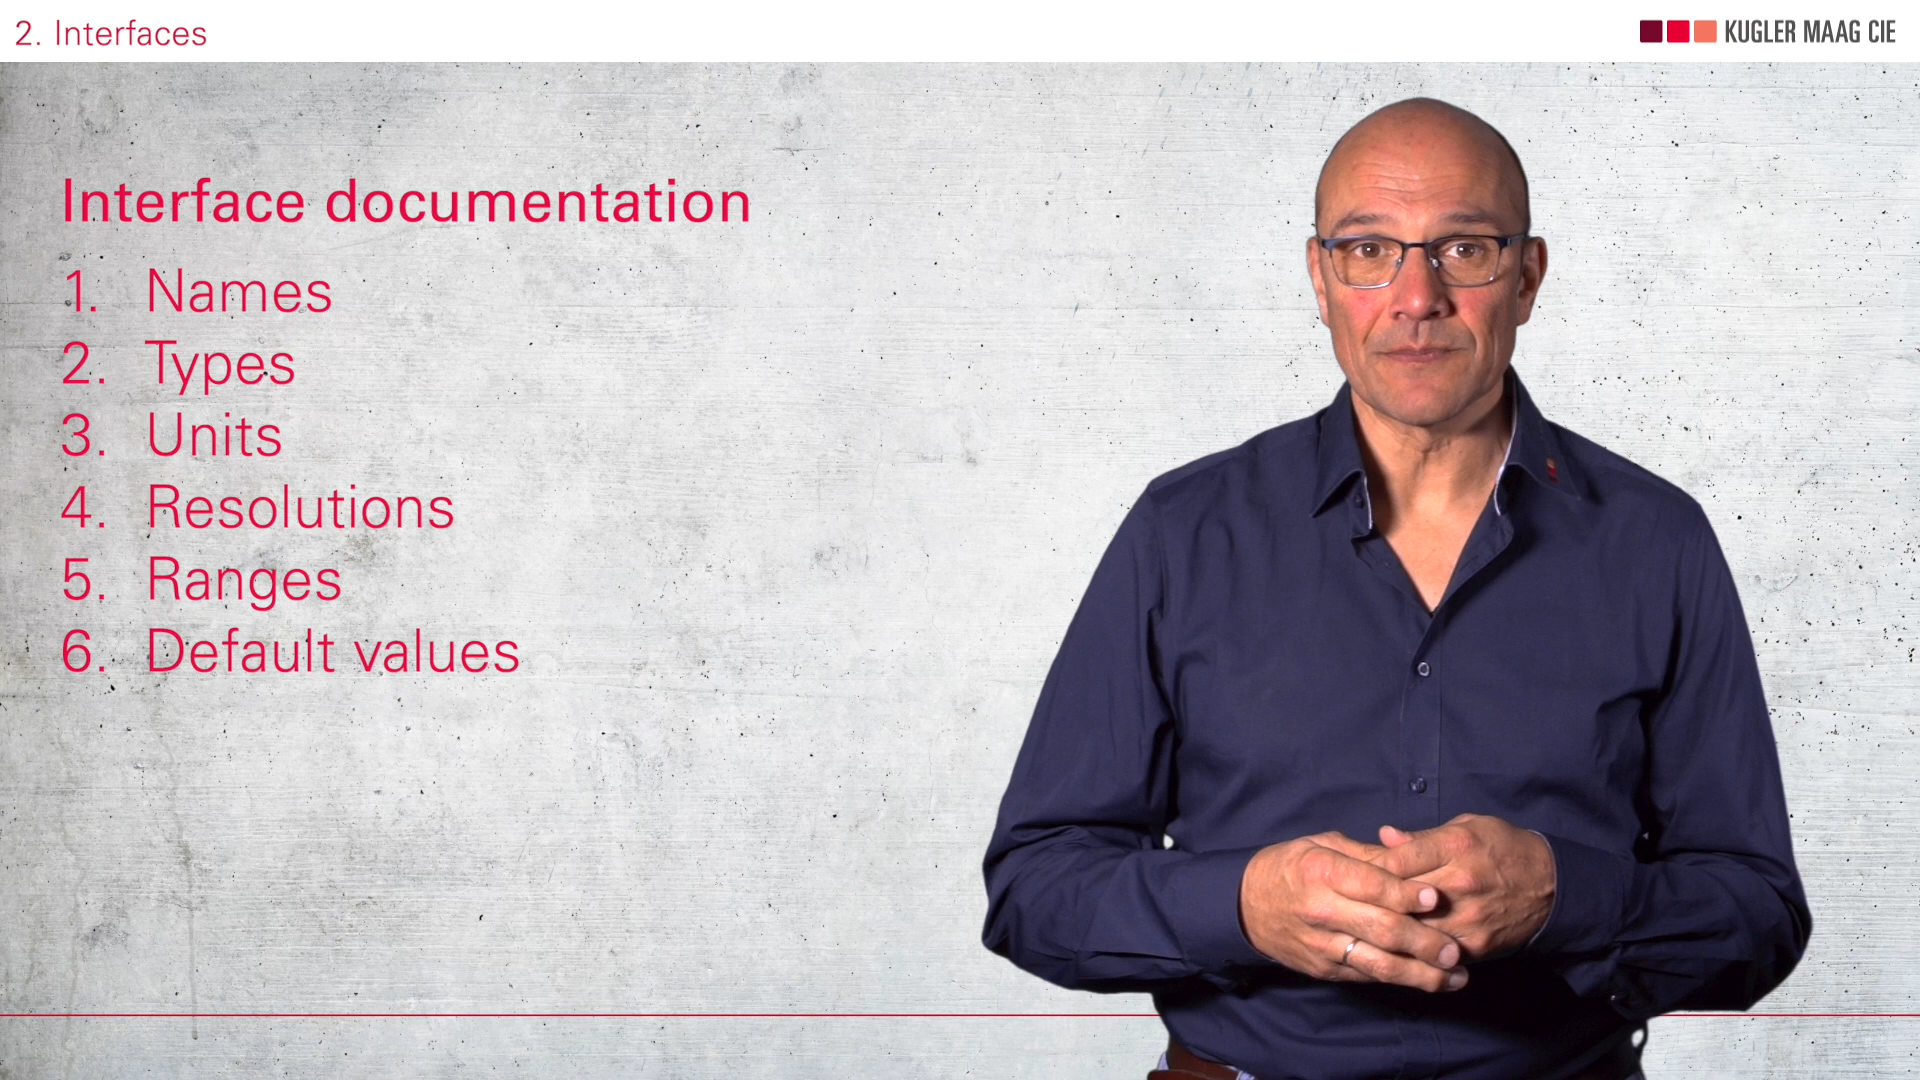 2. Interfaces
KUGLER MAAG CIE
Interface documentation
1. Names
2. Types
3. Units
4. Resolutions
5. Ranges
6. Default values